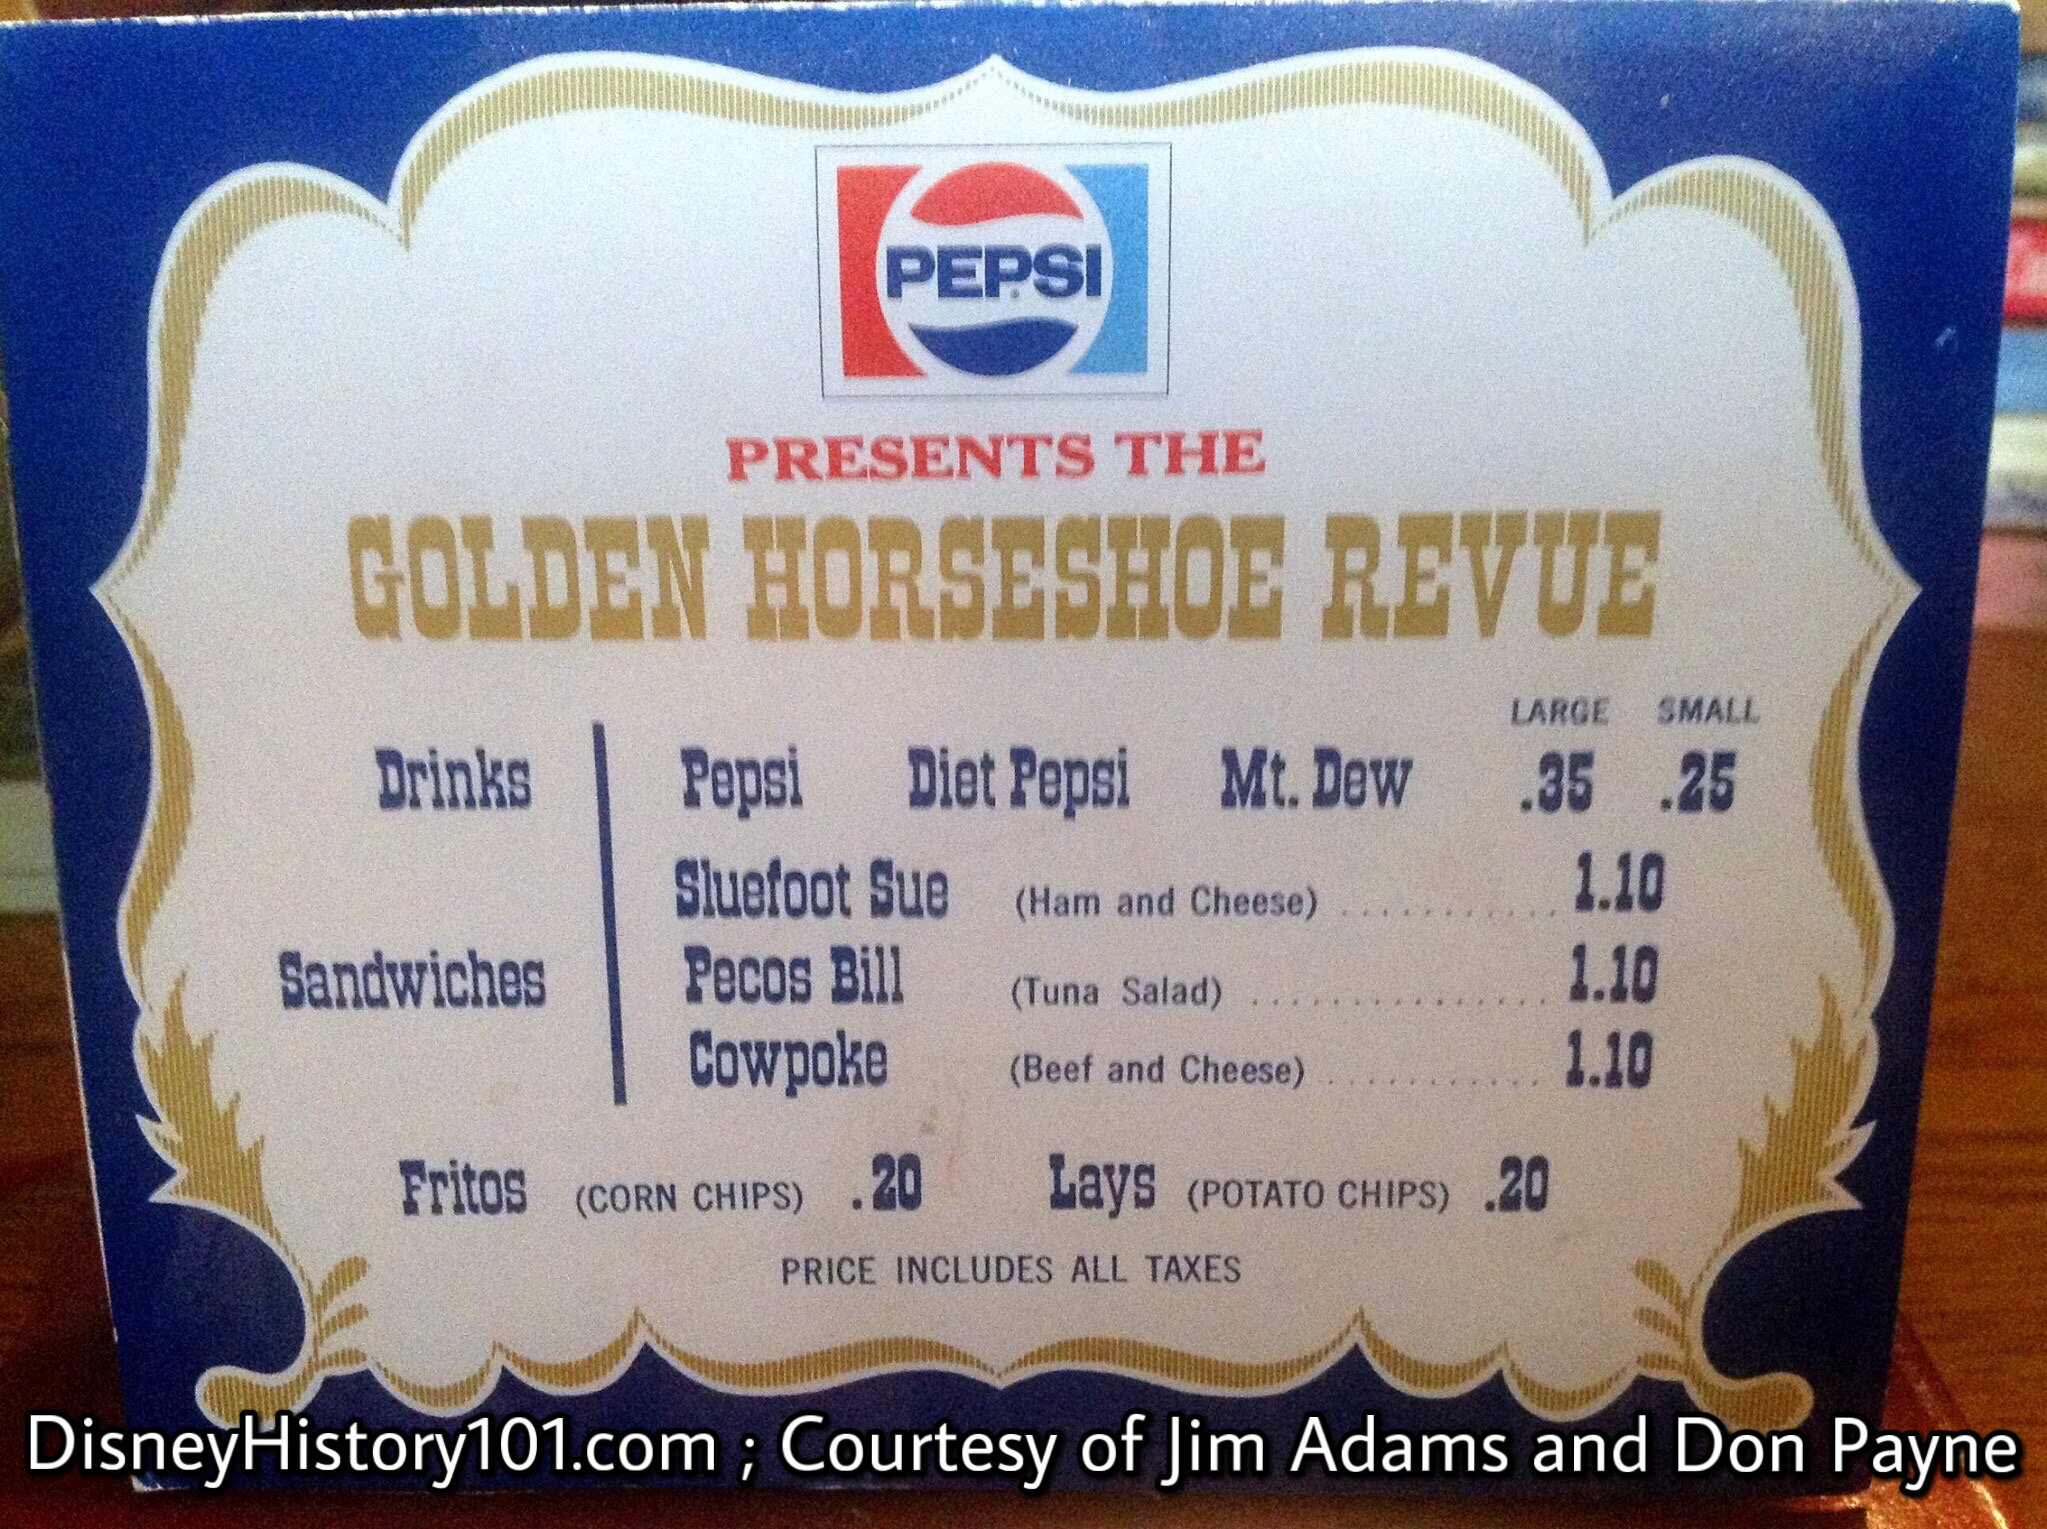 PEPSI
PRESENTS THE
GOLDEN HORSESHOE REVUE
LARGE SMALL
Drinks Pepsi Diet Pepsi Mt. Dew .35 .25
Sluefoot Sue (Ham and Cheese) ........... 1.10
Sandwiches Pecos Bill (Tuna Salad) ................ 1.10
Cowpoke (Beef and Cheese) ............ 1.10
Fritos (CORN CHIPS) .20 Lays (POTATO CHIPS) .20
PRICE INCLUDES ALL TAXES
DisneyHistory101.com ; Courtesy of Jim Adams and Don Payne